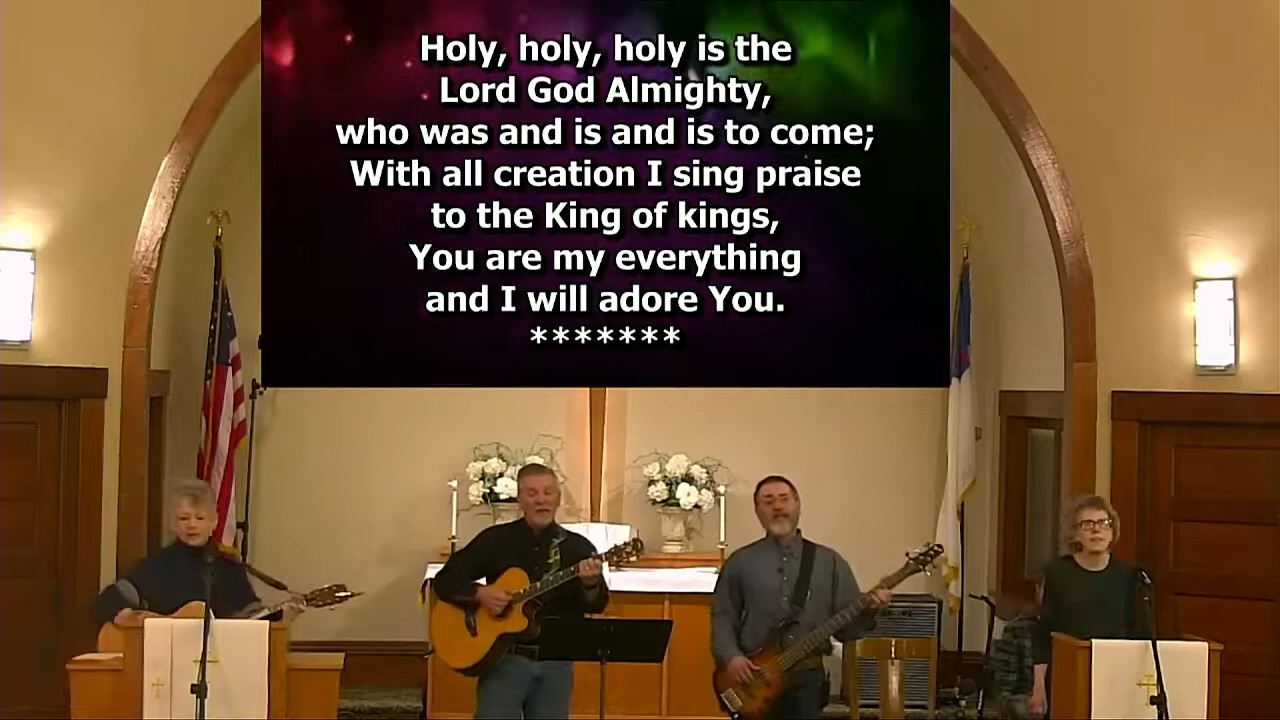 Holy, holy, holy is the
Lord God Almighty,
who was and is and is to come;
With all creation I sing praise
to the King of kings,
You are my everything
and I will adore You.
*******